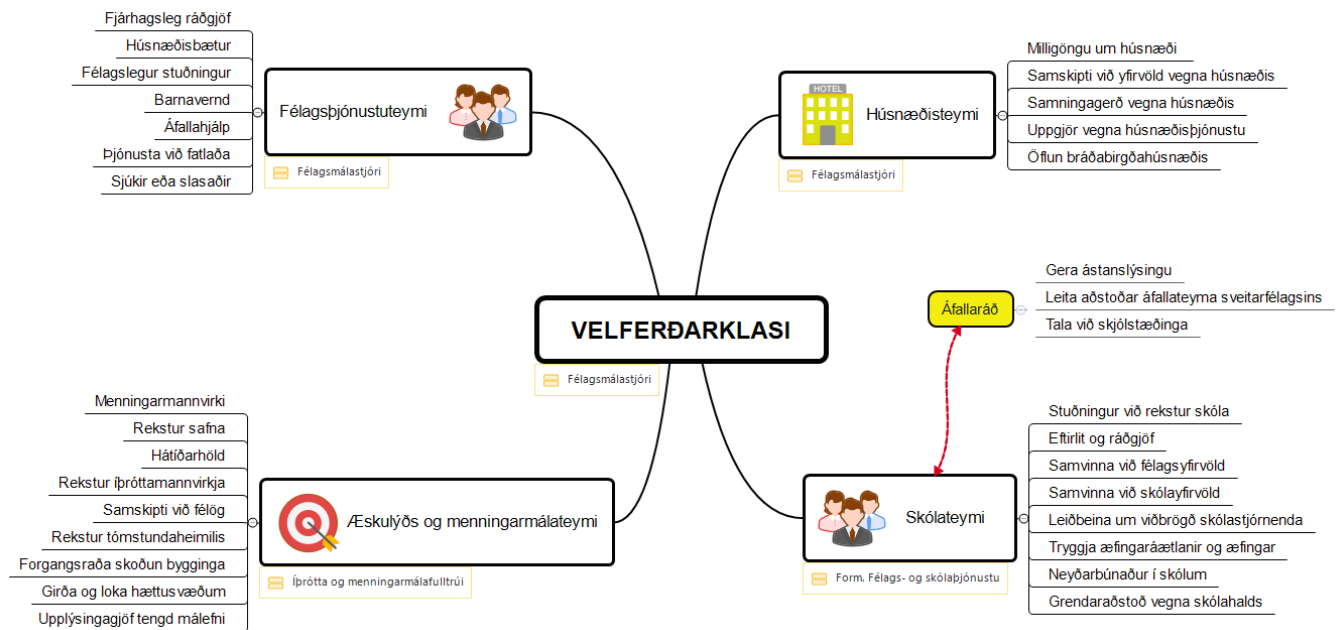 Fjárhagsleg ráðgjöf
Húsnæðisbætur
Félagslegur stuðningur
Barnavernd
Áfallahjálp
Þjónusta við fatlaða
Sjúkir eða slasaðir
Félagsþjónustuteymi
Félagsmálastjóri
HOTEL
Húsnæðisteymi
Félagsmálastjóri
Milligöngu um húsnæði
Samskipti við yfirvöld vegna húsnæðis
Samningagerð vegna húsnæðis
Uppgjör vegna húsnæðisþjónustu
Öflun bráðabirgðahúsnæðis
VELFERÐARKLASI
Félagsmálastjóri
Áfallaráð
Gera ástanslýsingu
Leita aðstoðar áfallateyma sveitarfélagsins
Tala við skjólstæðinga
Menningarmannvirki
Rekstur safna
Hátíðarhöld
Rekstur íþróttamannvirkja
Samskipti við félög
Rekstur tómstundaheimilis
Forgangsraða skoðun bygginga
Girða og loka hættusvæðum
Upplýsingagjöf tengd málefni
Æskulýðs og menningarmálateymi
Íþrótta og menningarmálafulltrúi
Skólateymi
Form. Félags- og skólaþjónustu
Stuðningur við rekstur skóla
Eftirlit og ráðgjöf
Samvinna við félagsyfirvöld
Samvinna við skólayfirvöld
Leiðbeina um viðbrögð skólastjórnenda
Tryggja æfingaráætlanir og æfingar
Neyðarbúnaður í skólum
Grendaraðstoð vegna skólahalds